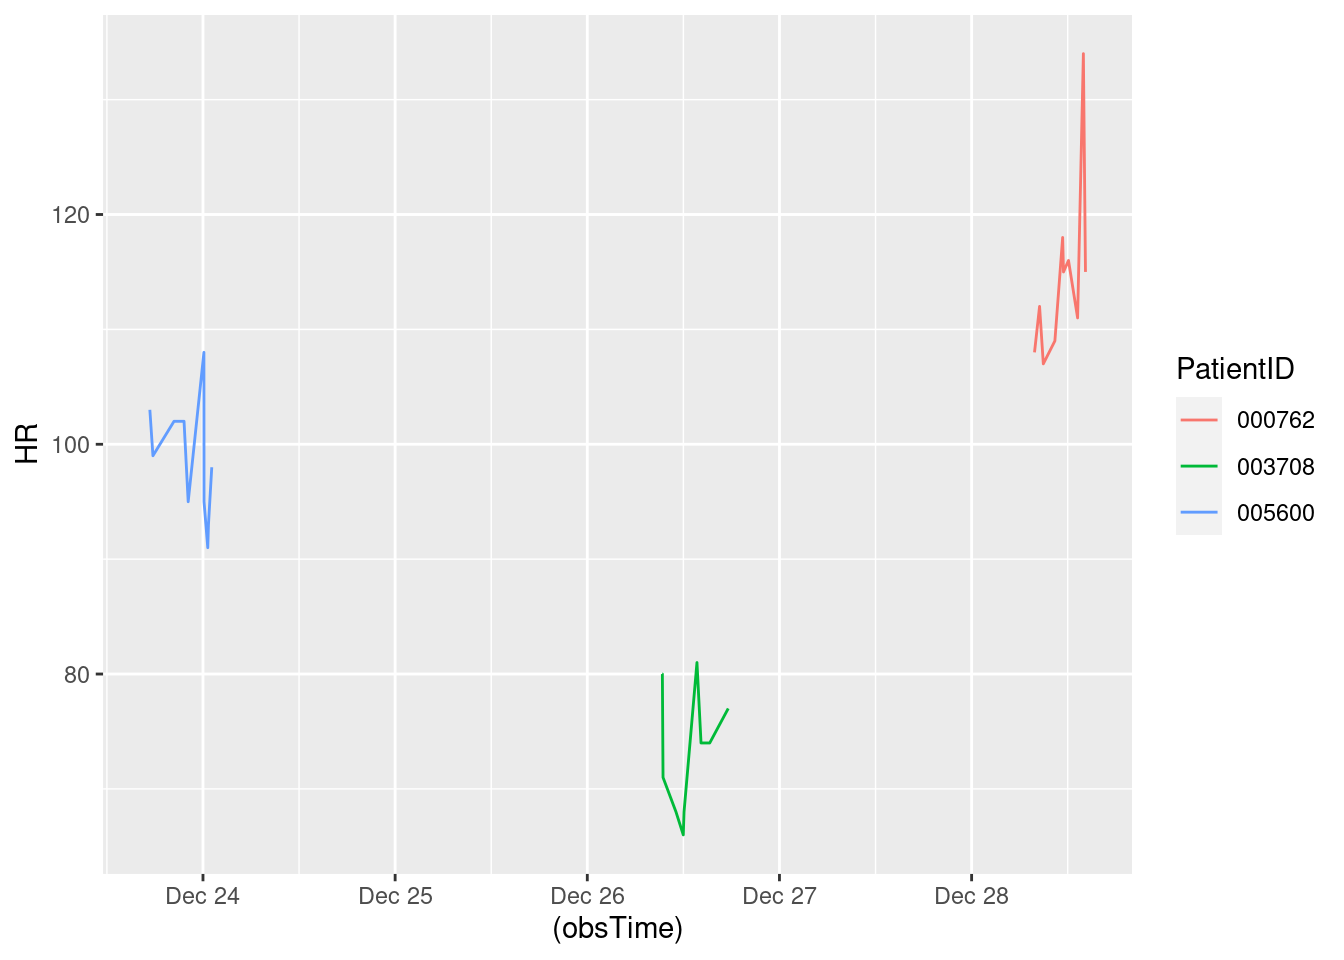 HR
120
100
80
Dec 24
Dec 25
Dec 26
Dec 27
Dec 28
(obsTime)
PatientID
000762
003708
005600